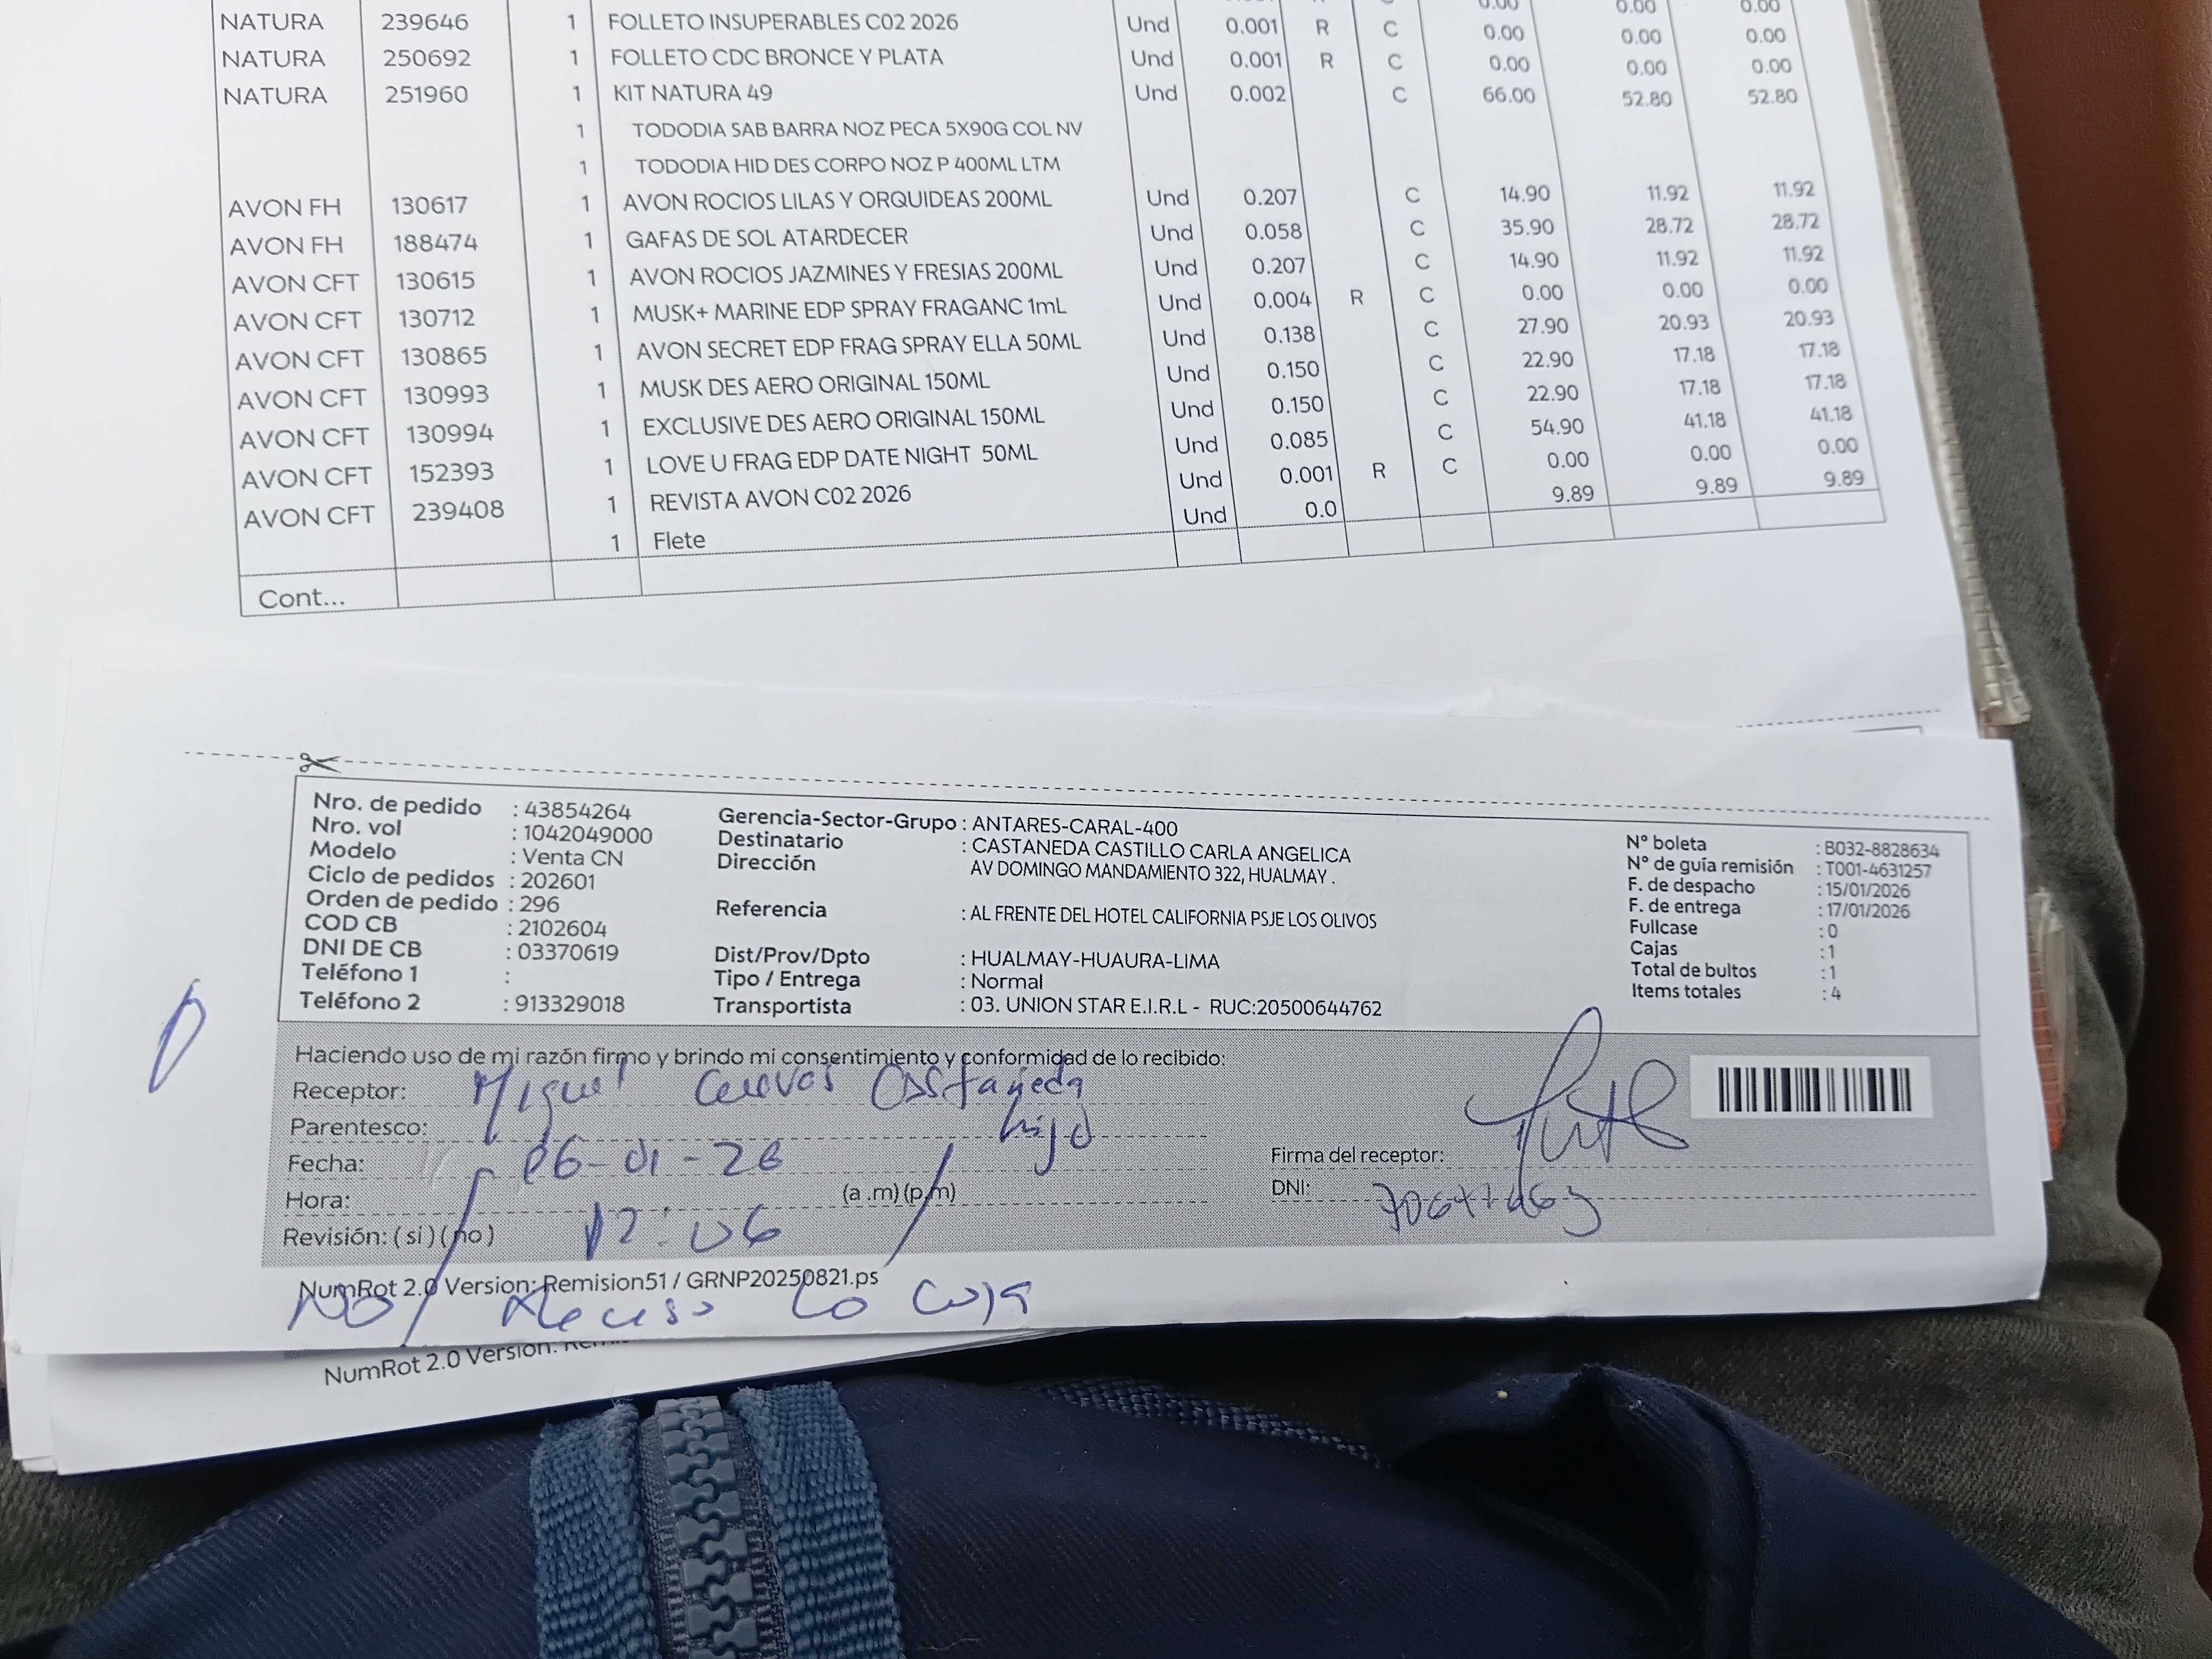 NATURA 239646 1 FOLLETO INSUPERABLES C02 2026 Und 0.001 R C 0.00 0.00 0.00
NATURA 250692 1 FOLLETO CDC BRONCE Y PLATA Und 0.001 R C 0.00 0.00 0.00
NATURA 251960 1 KIT NATURA 49 Und 0.002 C 66.00 52.80 52.80
1 TODODIA SAB BARRA NOZ PECA 5X90G COL NV
1 TODODIA HID DES CORPO NOZ P 400ML LTM
AVON FH 130617 1 AVON ROCIOS LILAS Y ORQUIDEAS 200ML Und 0.207 C 14.90 11.92 11.92
AVON FH 188474 1 GAFAS DE SOL ATARDECER Und 0.058 C 35.90 28.72 28.72
AVON CFT 130615 1 AVON ROCIOS JAZMINES Y FRESIAS 200ML Und 0.207 C 14.90 11.92 11.92
AVON CFT 130712 1 MUSK+ MARINE EDP SPRAY FRAGANC 1mL Und 0.004 R C 0.00 0.00 0.00
AVON CFT 130865 1 AVON SECRET EDP FRAG SPRAY ELLA 50ML Und 0.138 C 27.90 20.93 20.93
AVON CFT 130993 1 MUSK DES AERO ORIGINAL 150ML Und 0.150 C 22.90 17.18 17.18
AVON CFT 130994 1 EXCLUSIVE DES AERO ORIGINAL 150ML Und 0.150 C 22.90 17.18 17.18
AVON CFT 152393 1 LOVE U FRAG EDP DATE NIGHT 50ML Und 0.085 C 54.90 41.18 41.18
AVON CFT 239408 1 REVISTA AVON C02 2026 Und 0.001 R C 0.00 0.00 0.00
1 Flete Und 0.0 9.89 9.89 9.89
Cont...
Nro. de pedido : 43854264
Nro. vol : 1042049000
Modelo : Venta CN
Ciclo de pedidos : 202601
Orden de pedido : 296
COD CB : 2102604
DNI DE CB : 03370619
Teléfono 1 :
Teléfono 2 : 913329018
Gerencia-Sector-Grupo : ANTARES-CARAL-400
Destinatario : CASTANEDA CASTILLO CARLA ANGELICA
Dirección AV DOMINGO MANDAMIENTO 322, HUALMAY .
Referencia : AL FRENTE DEL HOTEL CALIFORNIA PSJE LOS OLIVOS
Dist/Prov/Dpto : HUALMAY-HUAURA-LIMA
Tipo / Entrega : Normal
Transportista : 03. UNION STAR E.I.R.L - RUC:20500644762
N° boleta : B032-8828634
N° de guía remisión : T001-4631257
F. de despacho : 15/01/2026
F. de entrega : 17/01/2026
Fullcase : 0
Cajas : 1
Total de bultos : 1
Items totales : 4
Haciendo uso de mi razón firmo y brindo mi consentimiento y conformidad de lo recibido:
Receptor: Miguel Cuevas Castañeda
Parentesco: hijo
Fecha: 16-01-26
Hora: 12:06 (a .m) (p.m)
Revisión: ( si ) ( no )
Firma del receptor:
DNI:
NumRot 2.0 Version: Remision51 / GRNP20250821.ps
NO Reviso la caja
NumRot 2.0 Version: